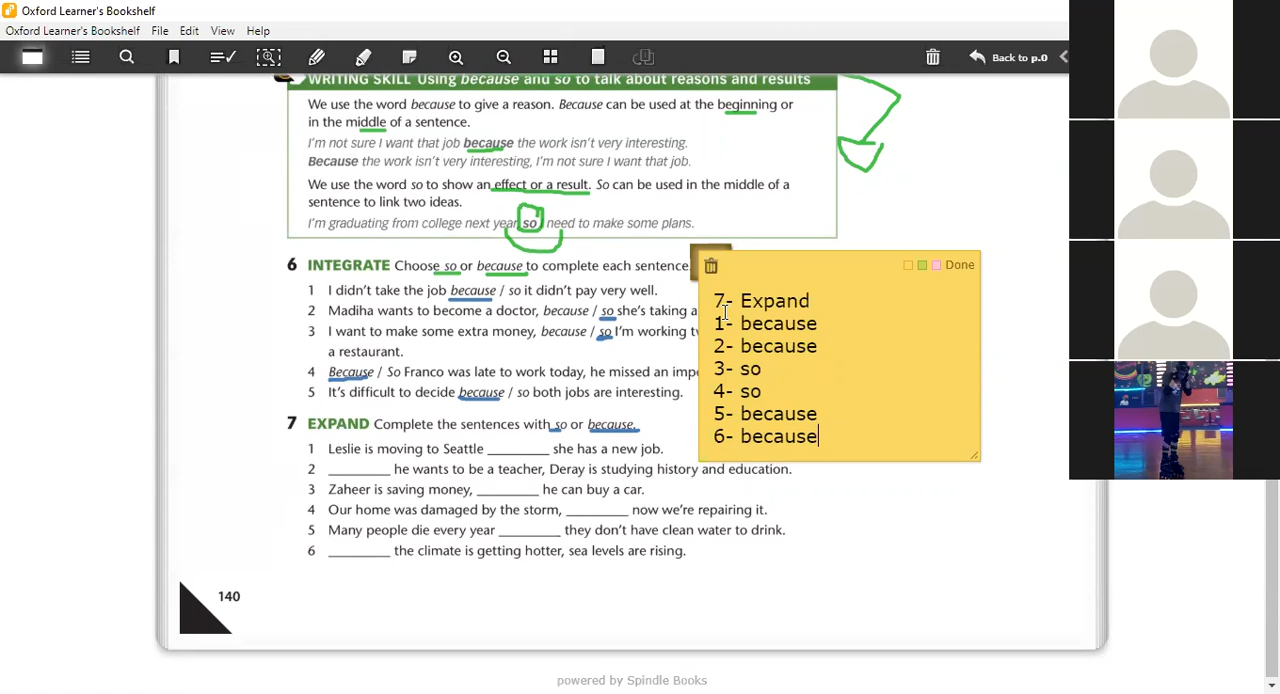 Oxford Learner's Bookshelf
Oxford Learner's Bookshelf File Edit View Help
Back to p.0
WRITING SKILL Using because and so to talk about reasons and results
We use the word because to give a reason. Because can be used at the beginning or
in the middle of a sentence.
I'm not sure I want that job because the work isn't very interesting.
Because the work isn't very interesting, I'm not sure I want that job.
We use the word so to show an effect or a result. So can be used in the middle of a
sentence to link two ideas.
I'm graduating from college next year so need to make some plans.
6 INTEGRATE Choose so or because to complete each sentence
1 I didn't take the job because / so it didn't pay very well.
2 Madiha wants to become a doctor, because / so she's taking
3 I want to make some extra money, because / so I'm working
a restaurant.
4 Because / So Franco was late to work today, he missed an
5 It's difficult to decide because / so both jobs are interesting.
7 EXPAND Complete the sentences with so or because.
1 Leslie is moving to Seattle _________ she has a new job.
2 _________ he wants to be a teacher, Deray is studying history and education.
3 Zaheer is saving money, _________ he can buy a car.
4 Our home was damaged by the storm, _________ now we're repairing it.
5 Many people die every year _________ they don't have clean water to drink.
6 _________ the climate is getting hotter, sea levels are rising.
140
Done
7- Expand
1- because
2- because
3- so
4- so
5- because
6- because
powered by Spindle Books